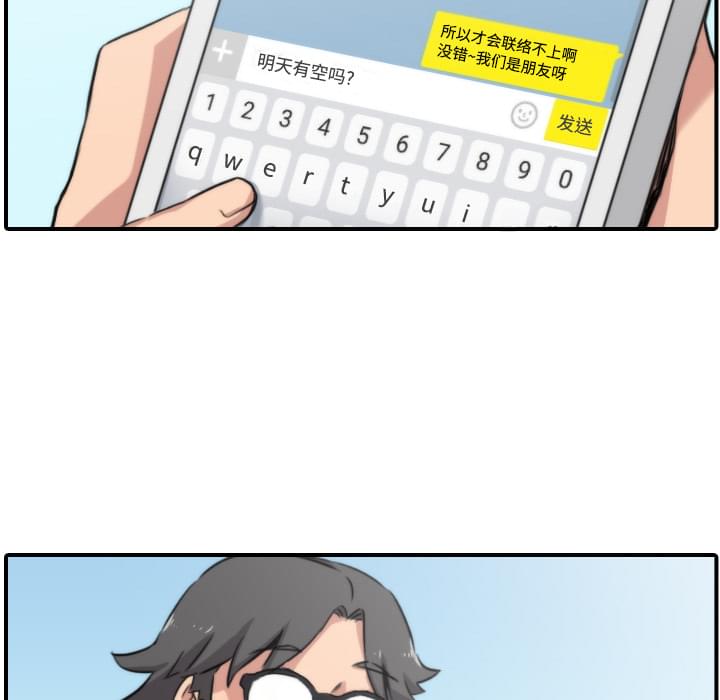 所以才会联络不上啊
没错~我们是朋友呀
明天有空吗?
发送
1 2 3 4 5 6 7 8 9 0
q w e r t y u i